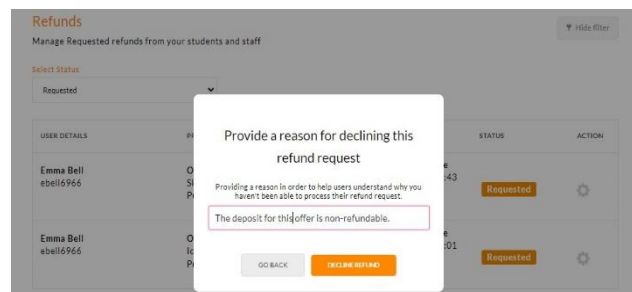 Refunds
Hide filter
Manage Requested refunds from your students and staff
Select Status
Requested
USER DETAILS
STATUS
ACTION
Provide a reason for declining this
refund request
Emma Bell
ebell6966
:43
Requested
Providing a reason in order to help users understand why you
haven't been able to process their refund request.
The deposit for this offer is non-refundable.
Emma Bell
ebell6966
:01
Requested
GO BACK
DECLINE REFUND